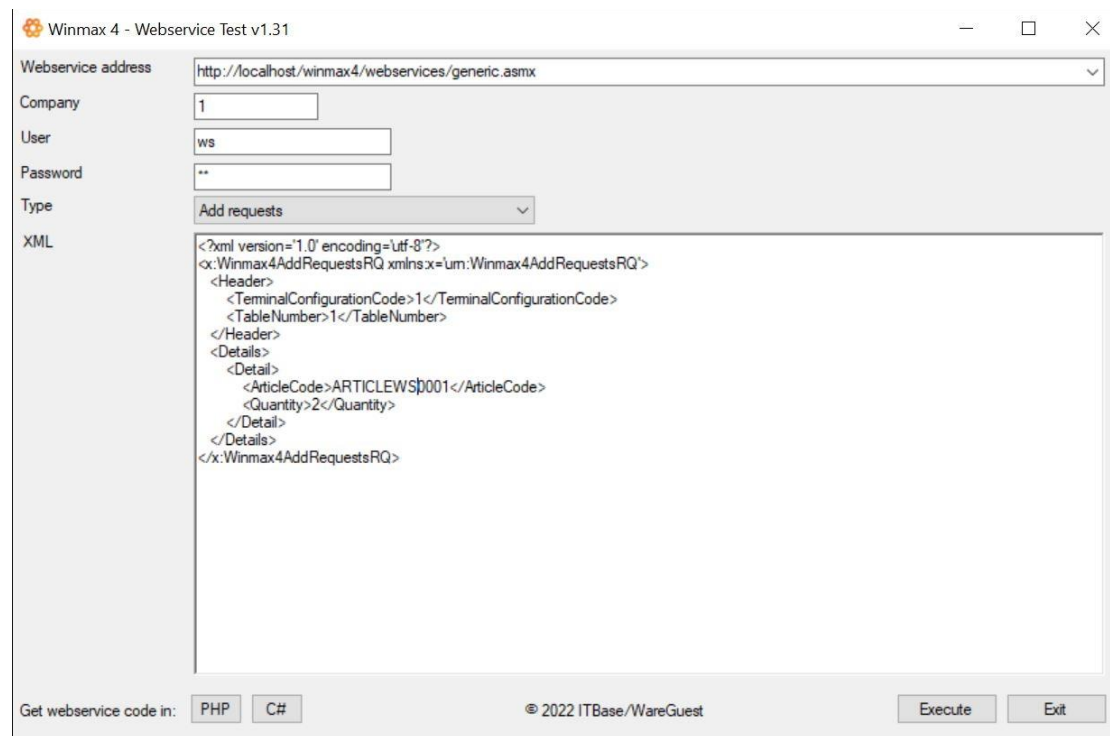 Winmax 4 - Webservice Test v1.31
Webservice address http://localhost/winmax4/webservices/generic.asmx
Company 1
User ws
Password **
Type Add requests
XML <?xml version='1.0' encoding='utf-8'?>
<x:Winmax4AddRequestsRQ xmlns:x='urn:Winmax4AddRequestsRQ'>
<Header>
<TerminalConfigurationCode>1</TerminalConfigurationCode>
<TableNumber>1</TableNumber>
</Header>
<Details>
<Detail>
<ArticleCode>ARTICLEWS0001</ArticleCode>
<Quantity>2</Quantity>
</Detail>
</Details>
</x:Winmax4AddRequestsRQ>
Get webservice code in: PHP C# © 2022 ITBase/WareGuest Execute Exit